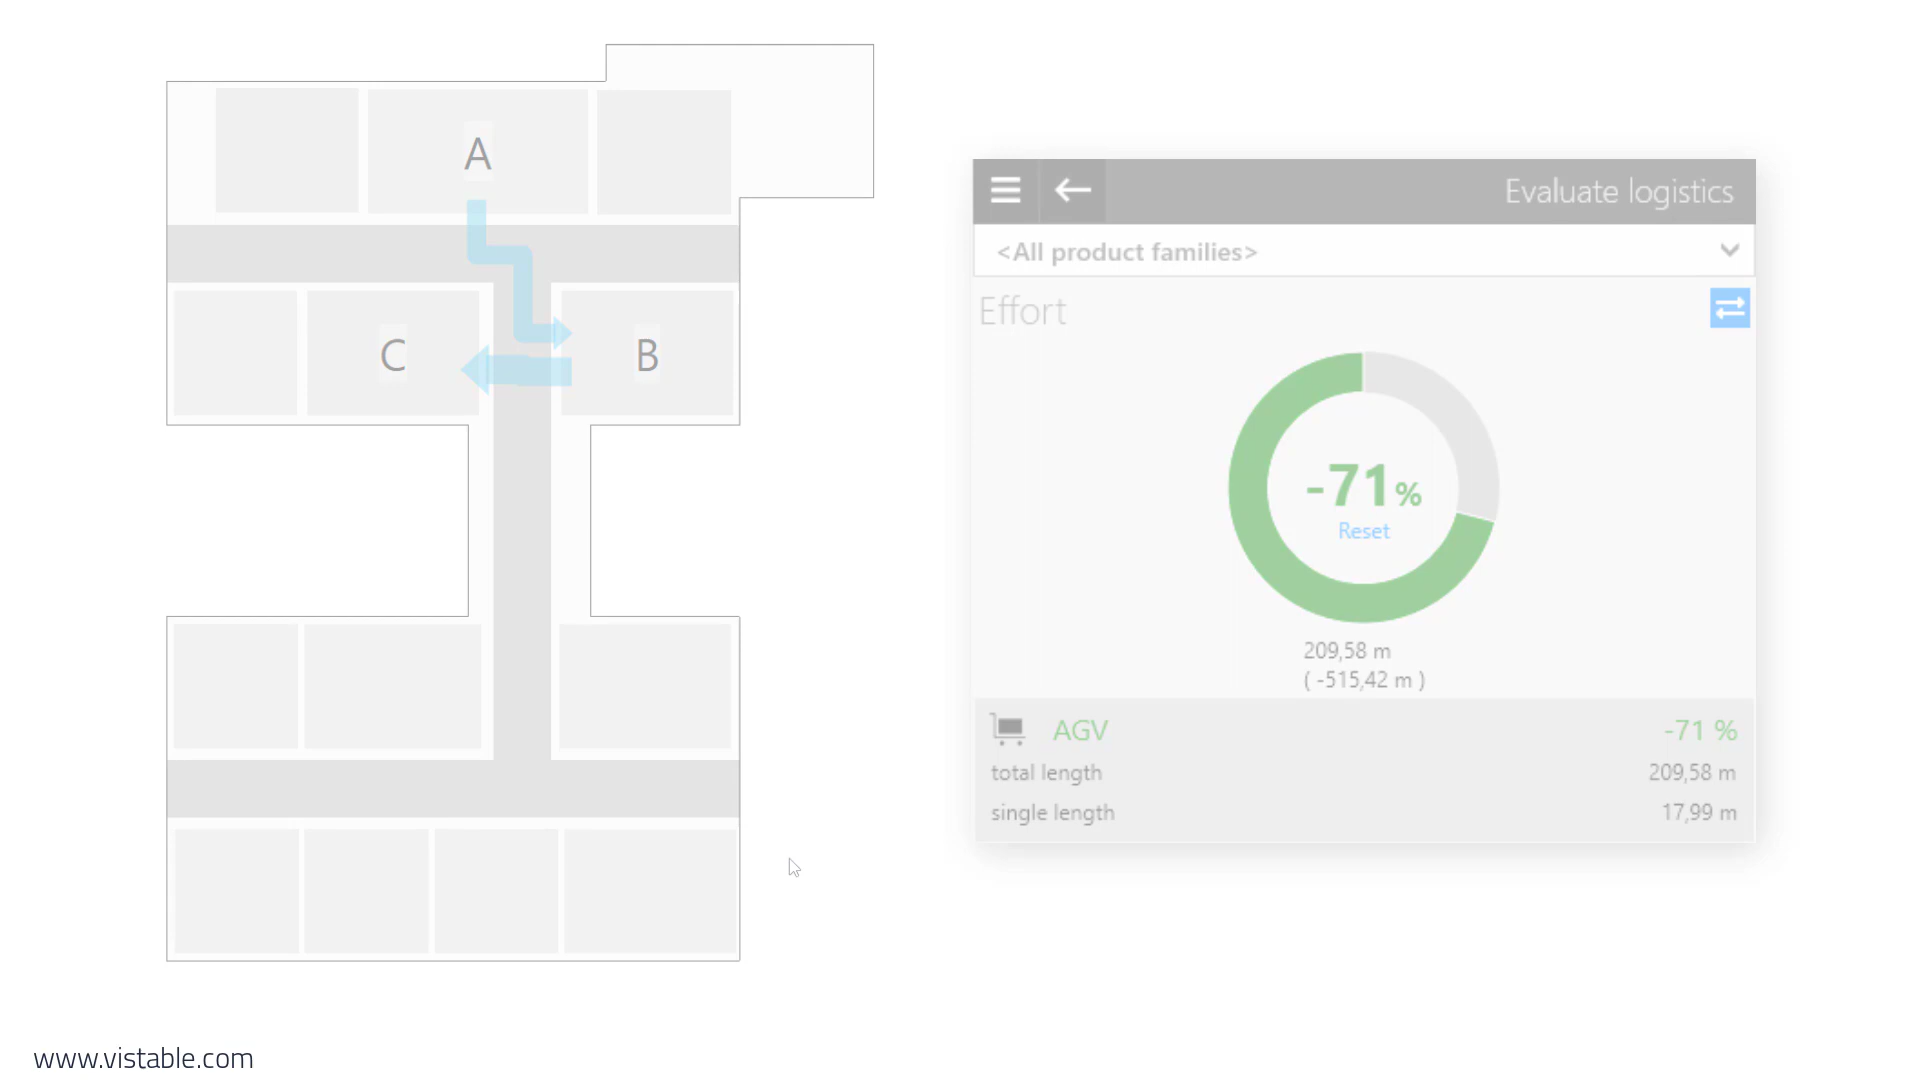 A
C
B
Evaluate logistics
<All product families>
Effort
-71%
Reset
209,58 m
( -515,42 m )
AGV -71 %
total length 209,58 m
single length 17,99 m
www.vistable.com